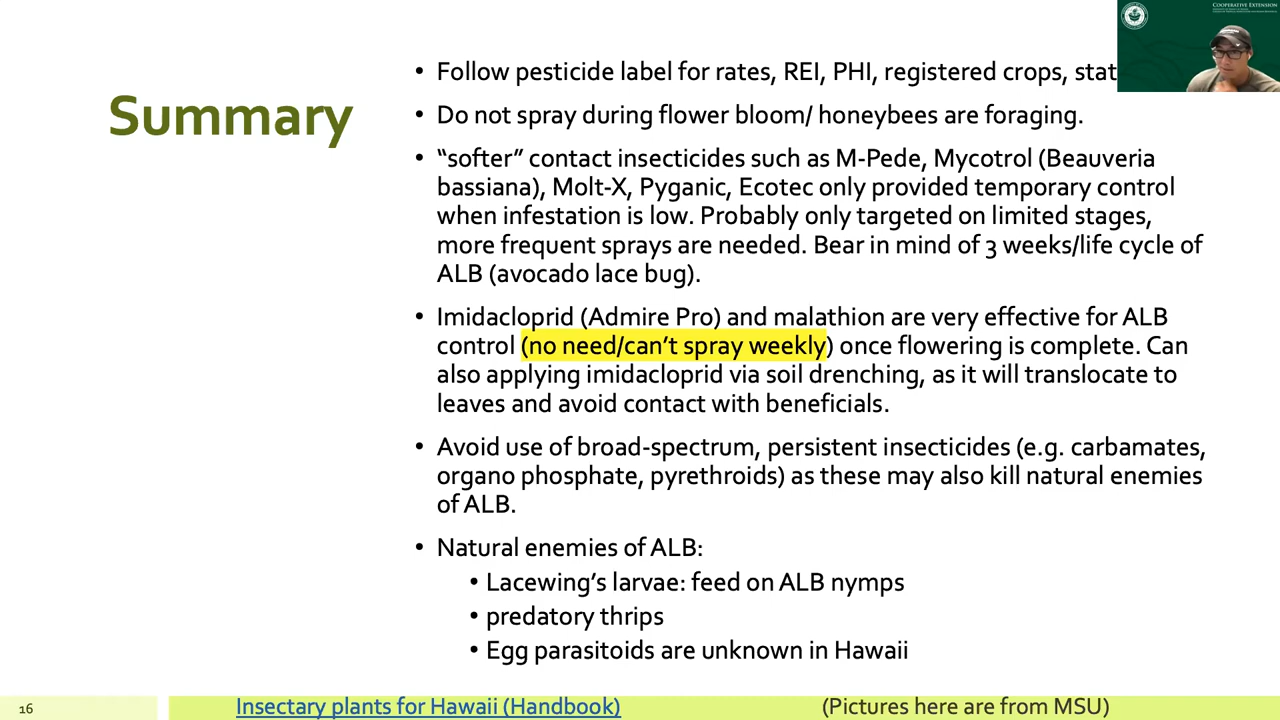 COOPERATIVE EXTENSION
Summary
• Follow pesticide label for rates, REI, PHI, registered crops, stat
• Do not spray during flower bloom/ honeybees are foraging.
• “softer” contact insecticides such as M-Pede, Mycotrol (Beauveria
bassiana), Molt-X, Pyganic, Ecotec only provided temporary control
when infestation is low. Probably only targeted on limited stages,
more frequent sprays are needed. Bear in mind of 3 weeks/life cycle of
ALB (avocado lace bug).
• Imidacloprid (Admire Pro) and malathion are very effective for ALB
control (no need/can’t spray weekly) once flowering is complete. Can
also applying imidacloprid via soil drenching, as it will translocate to
leaves and avoid contact with beneficials.
• Avoid use of broad-spectrum, persistent insecticides (e.g. carbamates,
organo phosphate, pyrethroids) as these may also kill natural enemies
of ALB.
• Natural enemies of ALB:
• Lacewing’s larvae: feed on ALB nymps
• predatory thrips
• Egg parasitoids are unknown in Hawaii
16
Insectary plants for Hawaii (Handbook)
(Pictures here are from MSU)